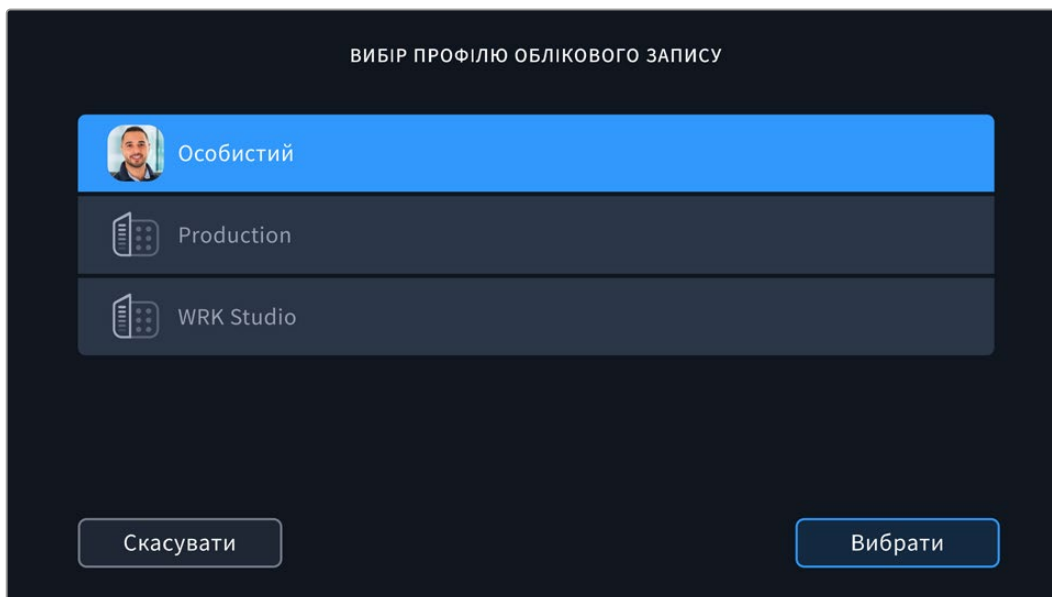 ВИБІР ПРОФІЛЮ ОБЛІКОВОГО ЗАПИСУ
Особистий
Production
WRK Studio
Скасувати
Вибрати